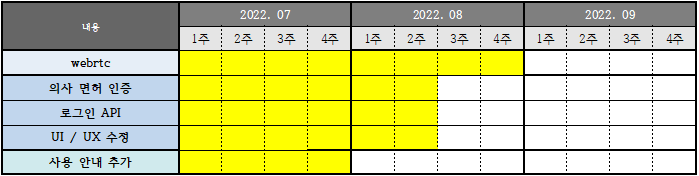 내용 2022. 07 2022. 08 2022. 09
1주 2주 3주 4주 1주 2주 3주 4주 1주 2주 3주 4주
webrtc
의사 면허 인증
로그인 API
UI / UX 수정
사용 안내 추가